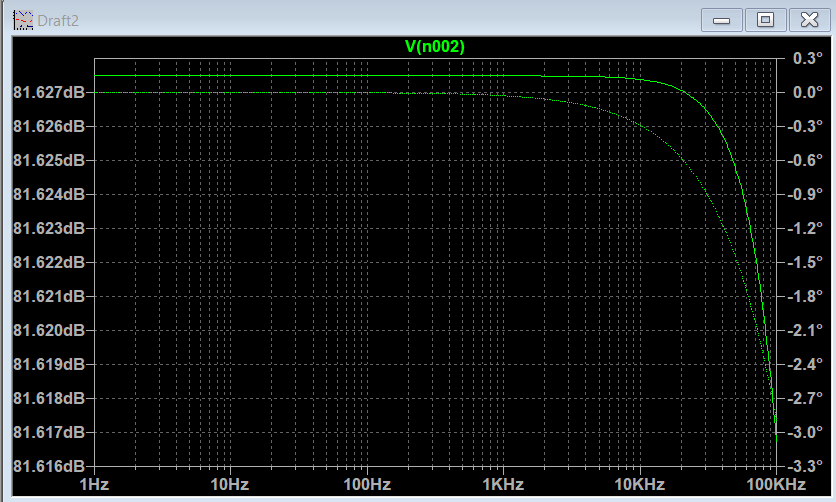 Draft2
V(n002)
81.627dB
81.626dB
81.625dB
81.624dB
81.623dB
81.622dB
81.621dB
81.620dB
81.619dB
81.618dB
81.617dB
81.616dB
0.3°
0.0°
-0.3°
-0.6°
-0.9°
-1.2°
-1.5°
-1.8°
-2.1°
-2.4°
-2.7°
-3.0°
-3.3°
1Hz 10Hz 100Hz 1KHz 10KHz 100KHz